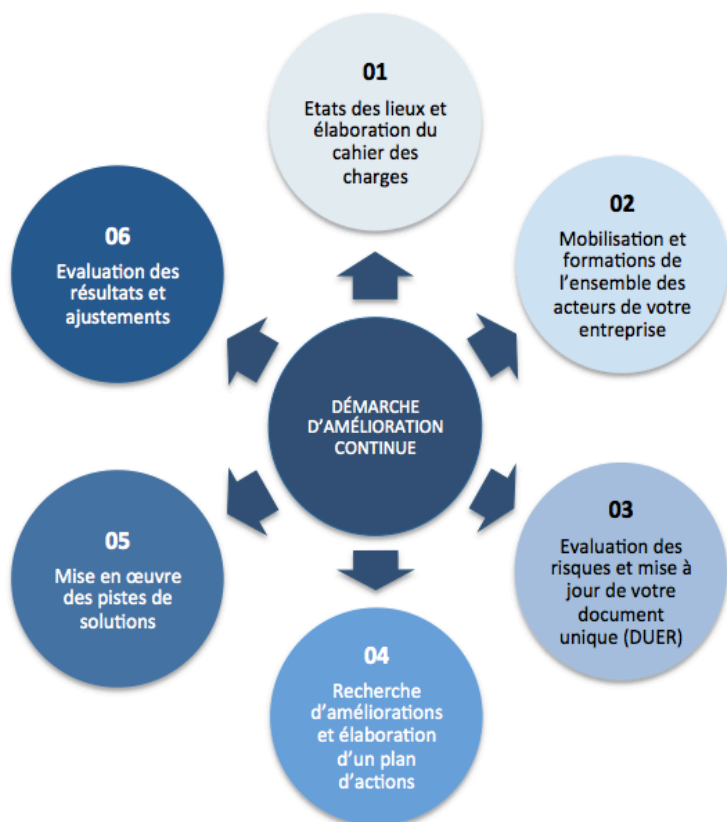 01
Etats des lieux et
élaboration du
cahier des
charges
02
Mobilisation et
formations de
l’ensemble des
acteurs de votre
entreprise
03
Evaluation des
risques et mise à
jour de votre
document
unique (DUER)
04
Recherche
d’améliorations
et élaboration
d’un plan
d’actions
05
Mise en œuvre
des pistes de
solutions
06
Evaluation des
résultats et
ajustements
DÉMARCHE
D’AMÉLIORATION
CONTINUE